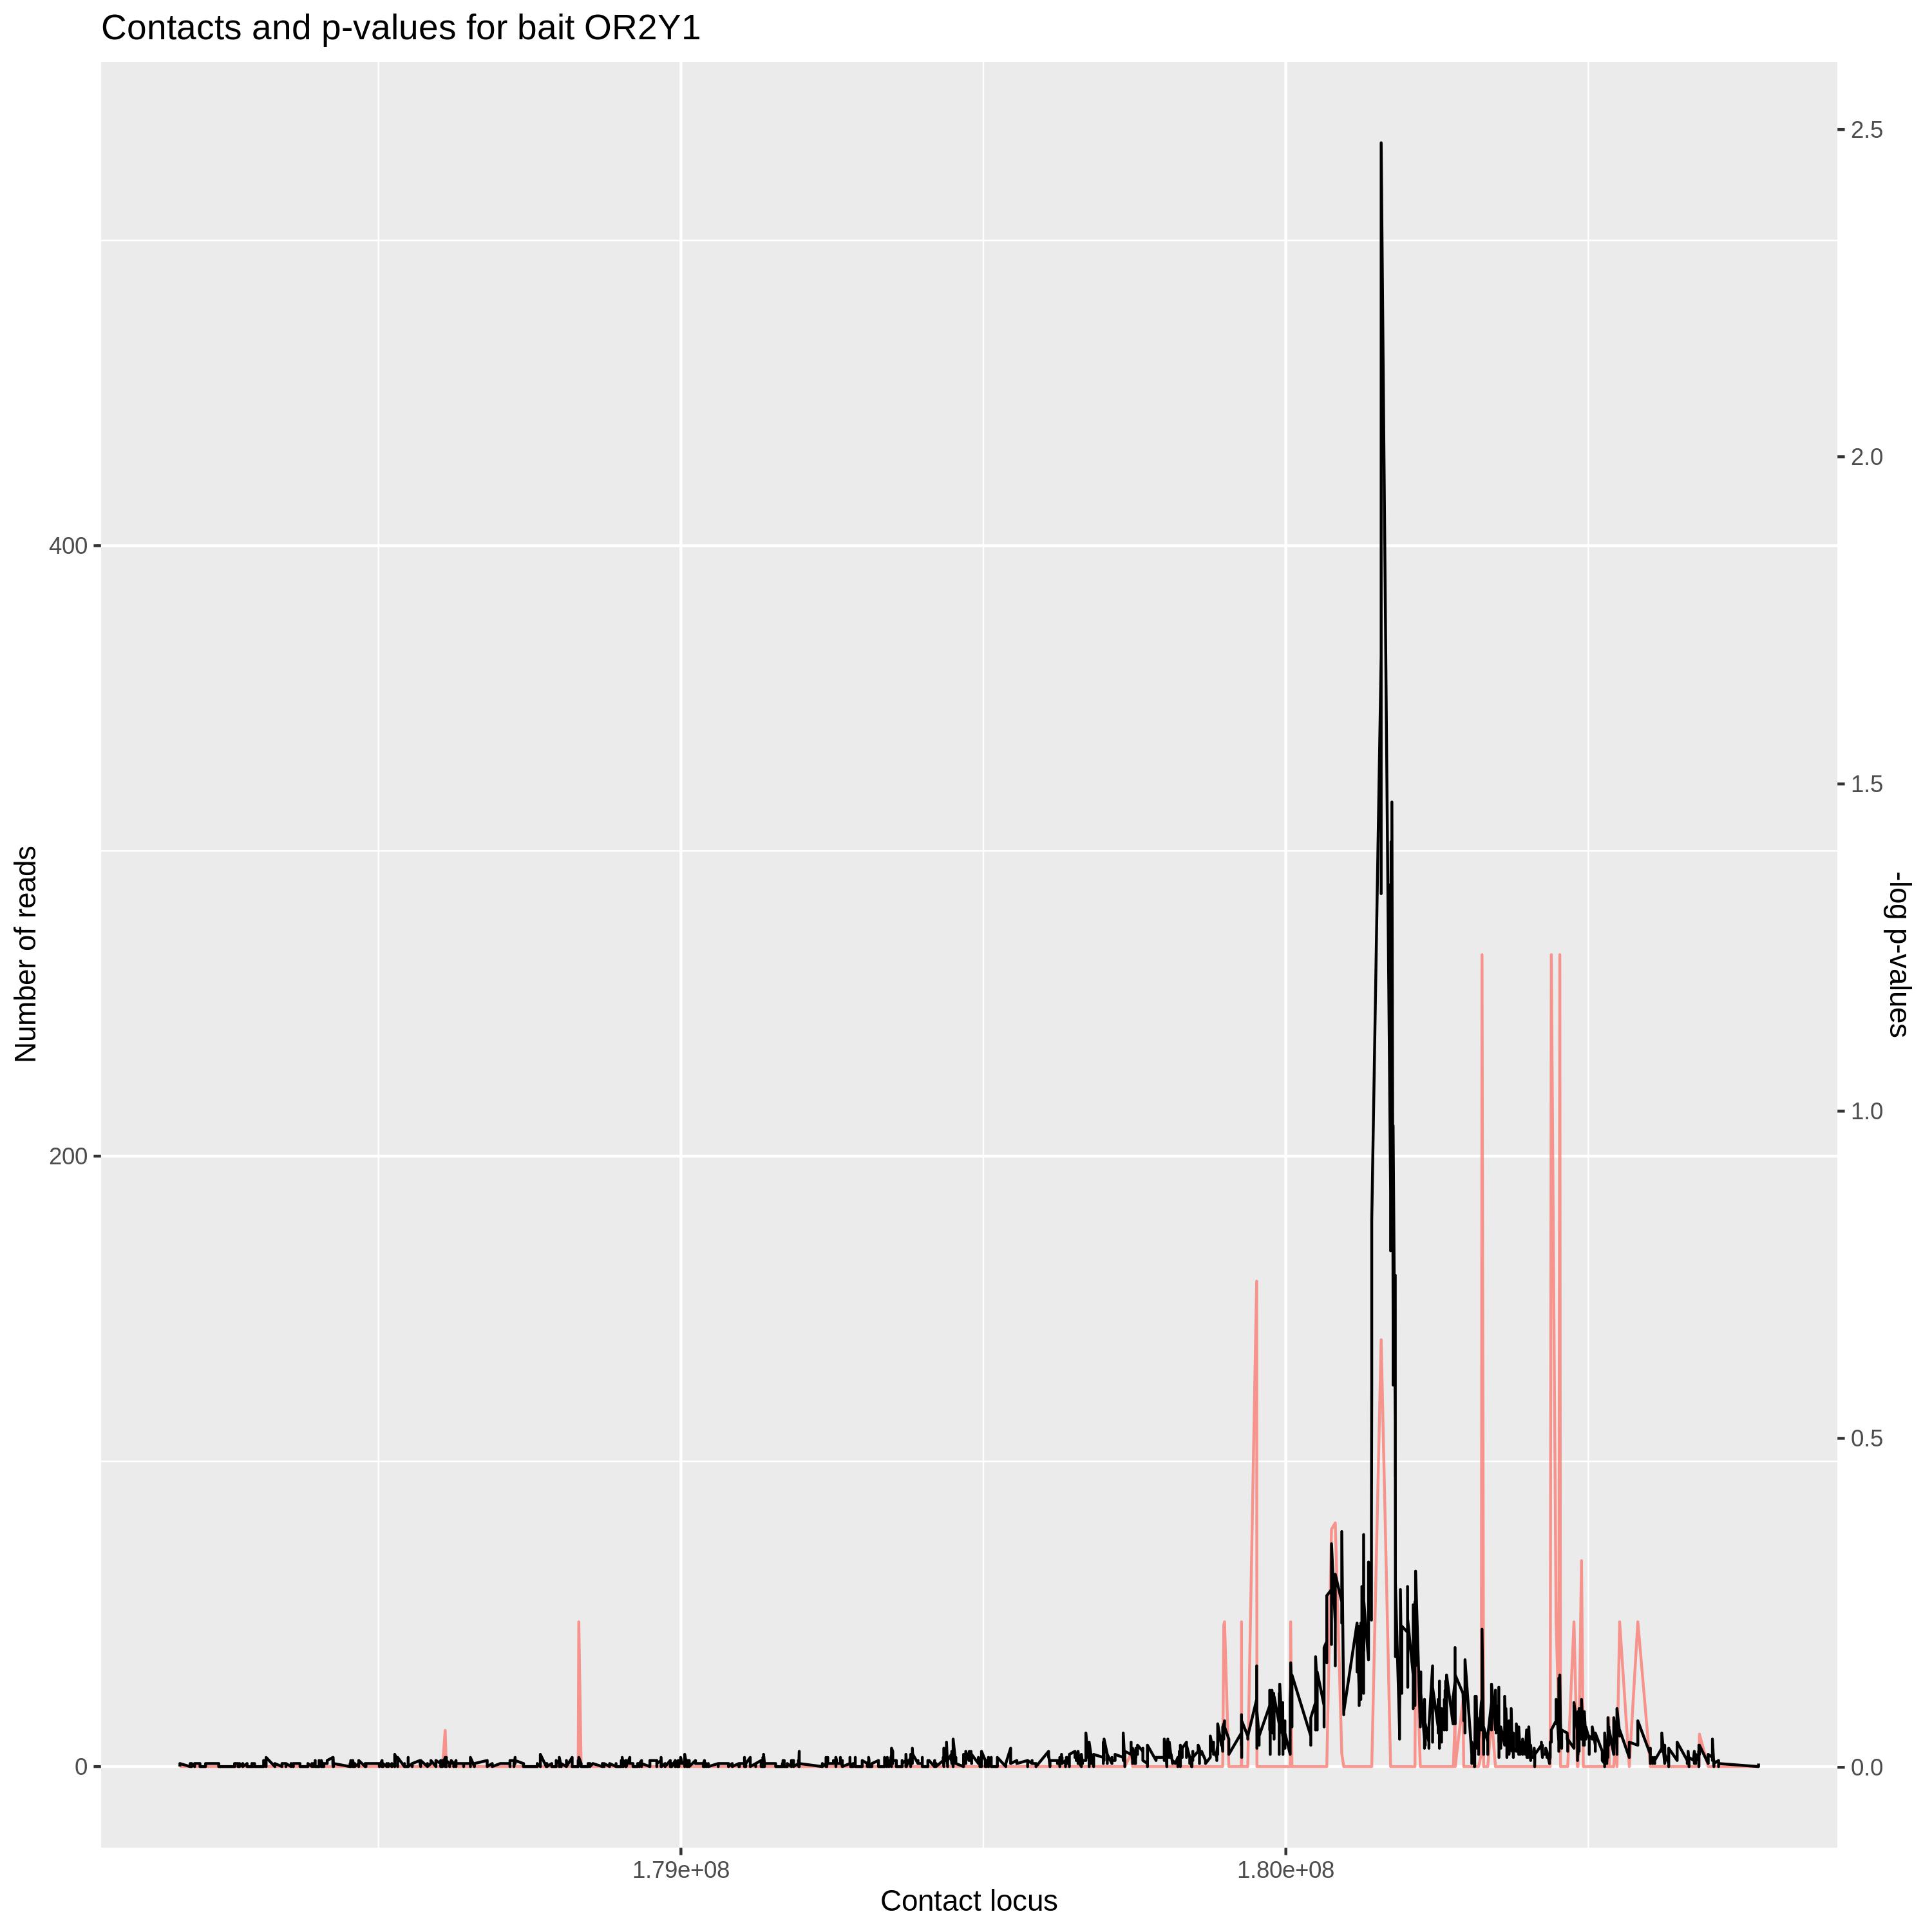 Contacts and p-values for bait OR2Y1
Number of reads
400
200
0
2.5
2.0
1.5
1.0
0.5
0.0
-log p-values
1.79e+08
1.80e+08
Contact locus